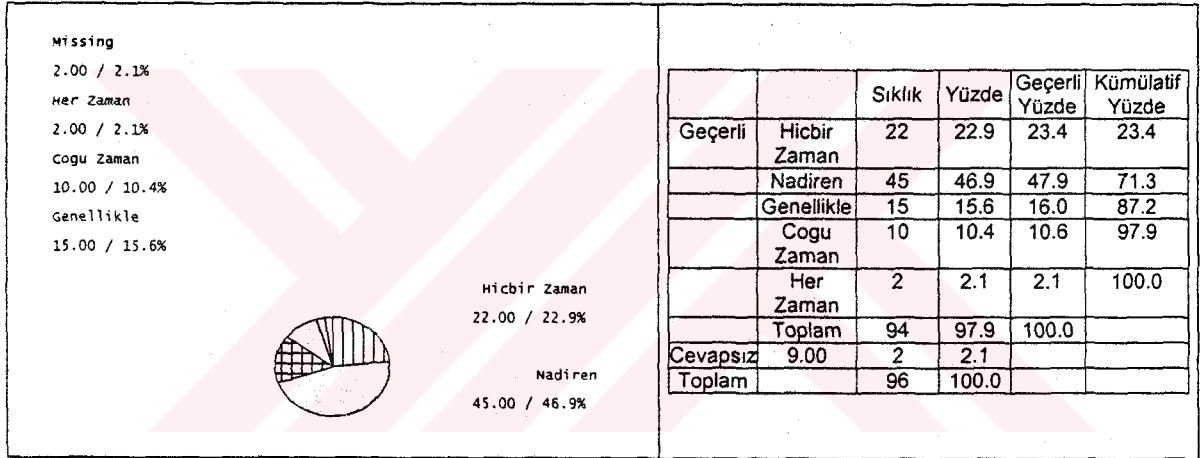 Missing
2.00 / 2.1%
Her Zaman
2.00 / 2.1%
Cogu Zaman
10.00 / 10.4%
Genellikle
15.00 / 15.6%
Hicbir Zaman
22.00 / 22.9%
Nadiren
45.00 / 46.9%
Sıklık Yüzde Geçerli Yüzde Kümülatif Yüzde
Geçerli Hicbir Zaman 22 22.9 23.4 23.4
Nadiren 45 46.9 47.9 71.3
Genellikle 15 15.6 16.0 87.2
Cogu Zaman 10 10.4 10.6 97.9
Her Zaman 2 2.1 2.1 100.0
Toplam 94 97.9 100.0
Cevapsız 9.00 2 2.1
Toplam 96 100.0